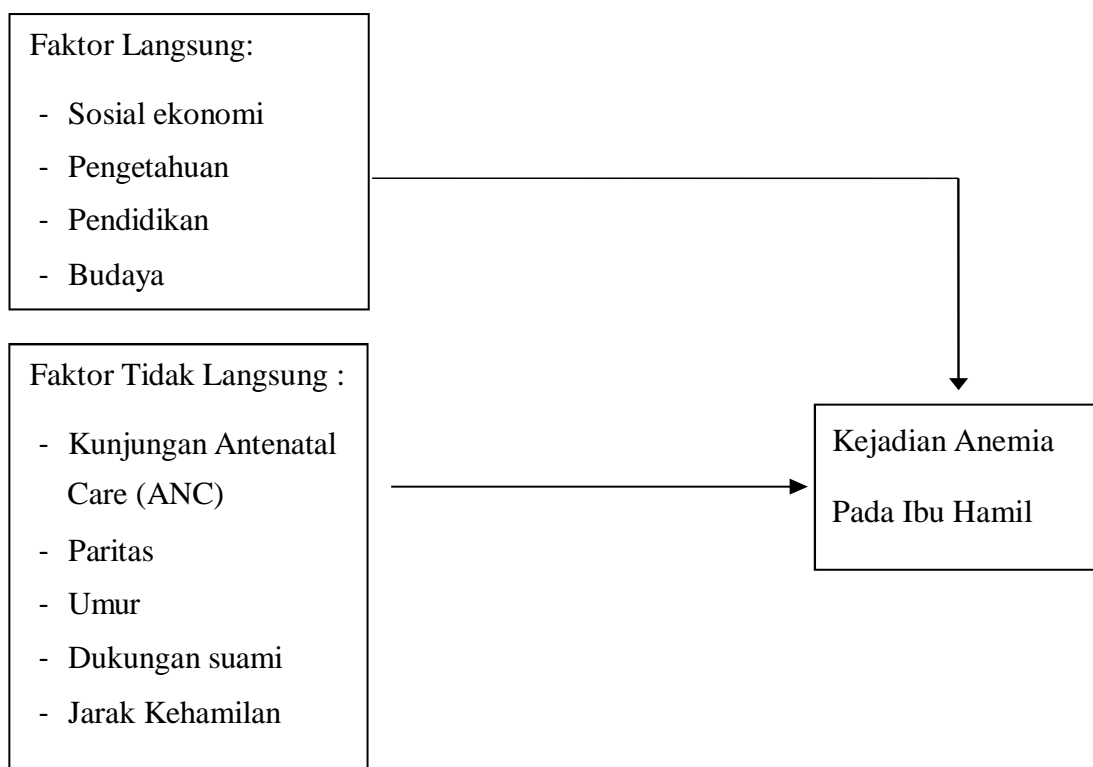 Faktor Langsung:
- Sosial ekonomi
- Pengetahuan
- Pendidikan
- Budaya
Faktor Tidak Langsung :
- Kunjungan Antenatal
Care (ANC)
- Paritas
- Umur
- Dukungan suami
- Jarak Kehamilan
Kejadian Anemia
Pada Ibu Hamil